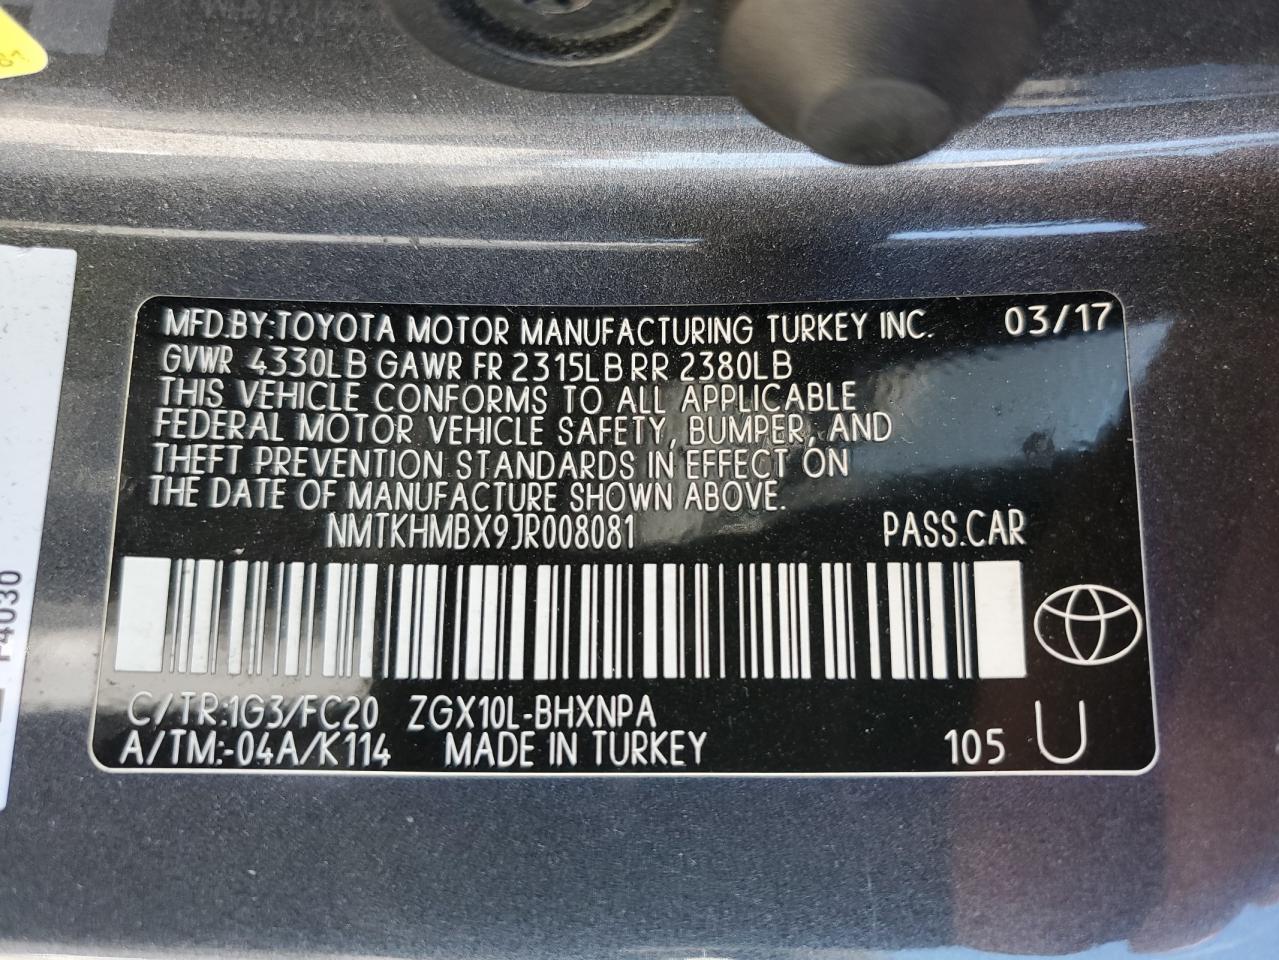 MFD.BY:TOYOTA MOTOR MANUFACTURING TURKEY INC. 03/17
GVWR 4330LB GAWR FR 2315LB RR 2380LB
THIS VEHICLE CONFORMS TO ALL APPLICABLE
FEDERAL MOTOR VEHICLE SAFETY, BUMPER, AND
THEFT PREVENTION STANDARDS IN EFFECT ON
THE DATE OF MANUFACTURE SHOWN ABOVE.
NMTKHMBX9JR008081 PASS.CAR
C/TR:1G3/FC20 ZGX10L-BHXNPA
A/TM:-04A/K114 MADE IN TURKEY 105 U